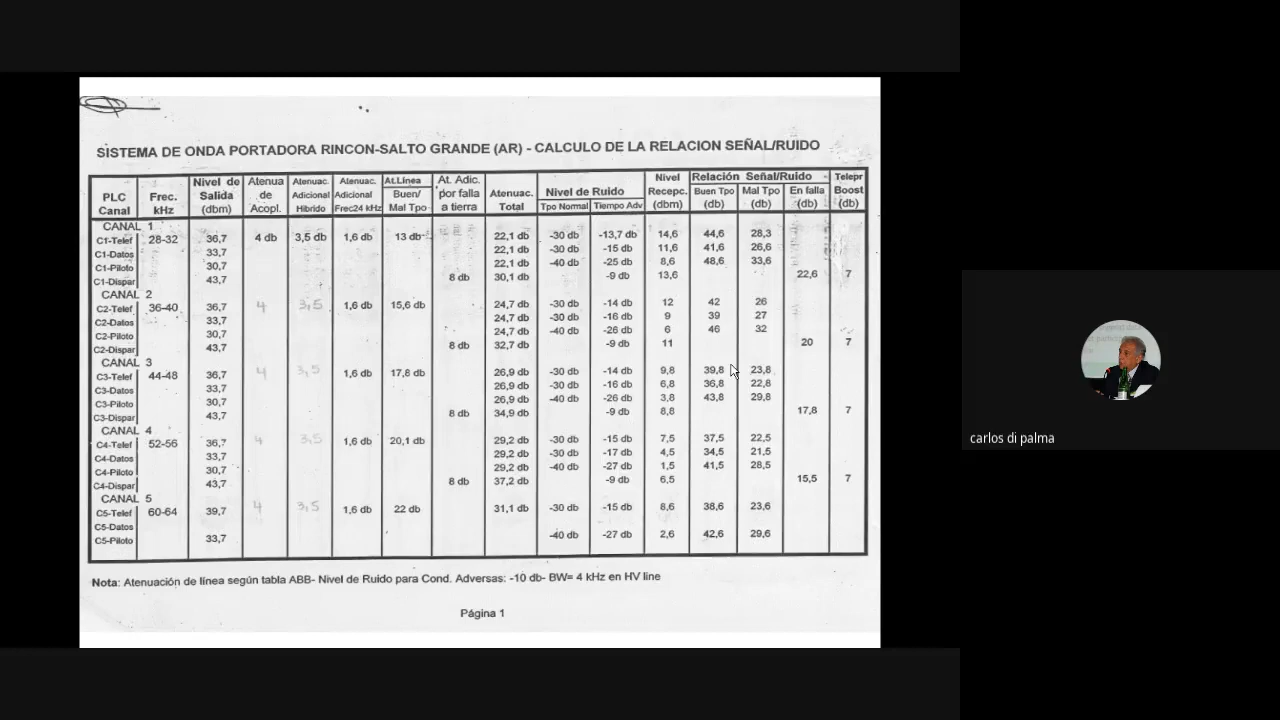 SISTEMA DE ONDA PORTADORA RINCON-SALTO GRANDE (AR) - CALCULO DE LA RELACION SEÑAL/RUIDO
PLC Canal | Frec. kHz | Nivel de Salida (dbm) | Atenua de Acopl. | Atenuac. Adicional Hibrido | Atenuac. Adicional Frec24 kHz | At.Línea Buen/ Mal Tpo | At. Adic. por falla a tierra | Atenuac. Total | Nivel de Ruido Tpo Normal | Tiempo Adv | Nivel Recepc. (dbm) | Relación Señal/Ruido - Buen Tpo (db) | Mal Tpo (db) | En falla (db) | Telepr Boost (db)
CANAL 1
C1-Telef 28-32 36,7 4 db 3,5 db 1,6 db 13 db 22,1 db -30 db -13,7 db 14,6 44,6 28,3
C1-Datos 33,7 22,1 db -30 db -15 db 11,6 41,6 26,6
C1-Piloto 30,7 22,1 db -40 db -25 db 8,6 48,6 33,6
C1-Dispar 43,7 8 db 30,1 db -9 db 13,6 22,6 7
CANAL 2
C2-Telef 36-40 36,7 4 3,5 1,6 db 15,6 db 24,7 db -30 db -14 db 12 42 26
C2-Datos 33,7 24,7 db -30 db -16 db 9 39 27
C2-Piloto 30,7 24,7 db -40 db -26 db 6 46 32
C2-Dispar 43,7 8 db 32,7 db -9 db 11 20 7
CANAL 3
C3-Telef 44-48 36,7 4 3,5 1,6 db 17,8 db 26,9 db -30 db -14 db 9,8 39,8 23,8
C3-Datos 33,7 26,9 db -30 db -16 db 6,8 36,8 22,8
C3-Piloto 30,7 26,9 db -40 db -26 db 3,8 43,8 29,8
C3-Dispar 43,7 8 db 34,9 db -9 db 8,8 17,8 7
CANAL 4
C4-Telef 52-56 36,7 4 3,5 1,6 db 20,1 db 29,2 db -30 db -15 db 7,5 37,5 22,5
C4-Datos 33,7 29,2 db -30 db -17 db 4,5 34,5 21,5
C4-Piloto 30,7 29,2 db -40 db -27 db 1,5 41,5 28,5
C4-Dispar 43,7 8 db 37,2 db -9 db 6,5 15,5 7
CANAL 5
C5-Telef 60-64 39,7 4 3,5 1,6 db 22 db 31,1 db -30 db -15 db 8,6 38,6 23,6
C5-Datos
C5-Piloto 33,7 -40 db -27 db 2,6 42,6 29,6
Nota: Atenuación de línea según tabla ABB- Nivel de Ruido para Cond. Adversas: -10 db- BW= 4 kHz en HV line
Página 1
carlos di palma